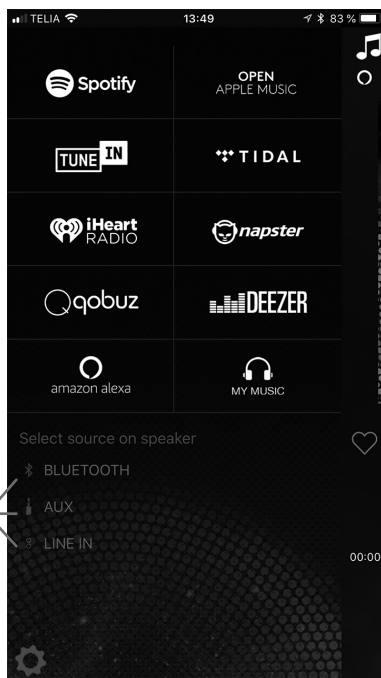 TELIA 13:49 83 %
Spotify
OPEN
APPLE MUSIC
TUNE IN
TIDAL
iHeart
RADIO
napster
qobuz
DEEZER
amazon alexa
MY MUSIC
Select source on speaker
BLUETOOTH
AUX
LINE IN
00:00